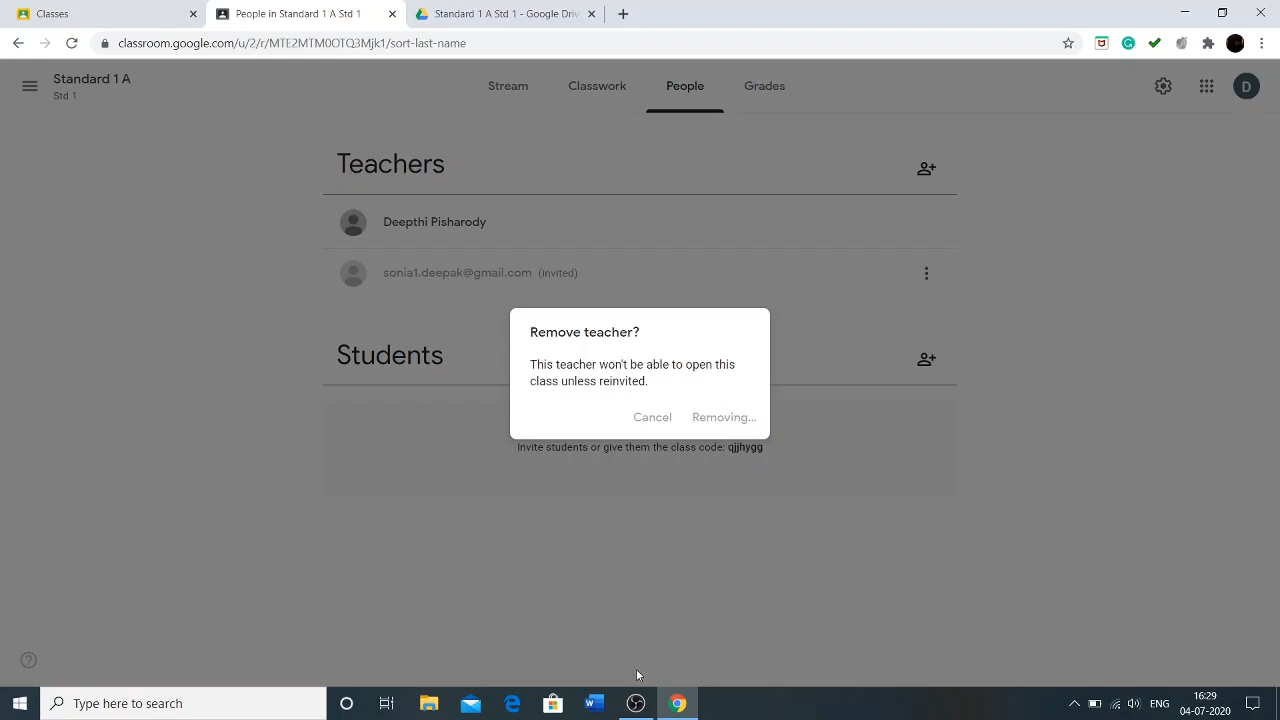 Classes
People in Standard 1 A Std 1
Standard 1 A Std 1 - Google Driv
classroom.google.com/u/2/r/MTE2MTM0OTQ3Mjk1/sort-last-name
Standard 1 A
Std 1
Stream
Classwork
People
Grades
D
Teachers
Deepthi Pisharody
sonia1.deepak@gmail.com (invited)
Remove teacher?
This teacher won't be able to open this
class unless reinvited.
Cancel
Removing...
Students
Invite students or give them the class code: qjjhygg
Type here to search
ENG
16:29
04-07-2020